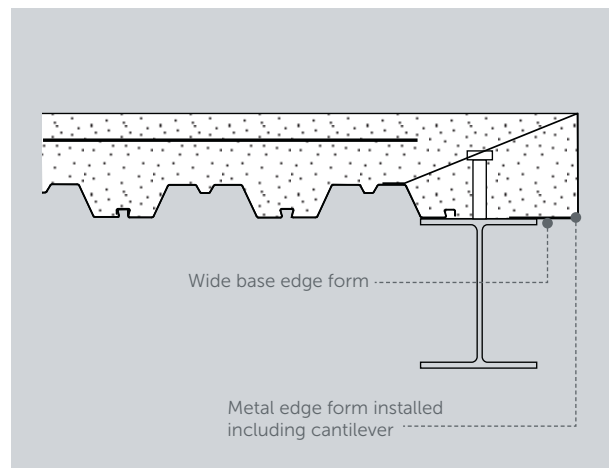 Wide base edge form
Metal edge form installed
including cantilever